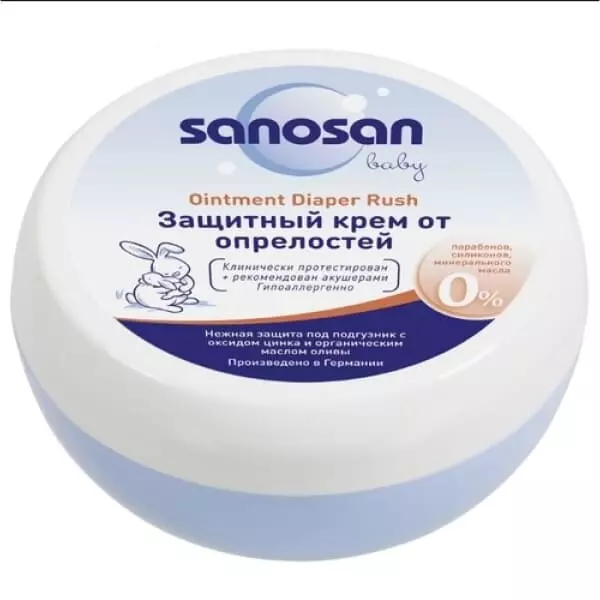 sanosan
baby
Ointment Diaper Rush
Защитный крем от
опрелостей
Клинически протестирован
+ рекомендован акушерами
Гипоаллергенно
парабенов,
силиконов,
минерального
масла
0%
Нежная защита под подгузник с
оксидом цинка и органическим
маслом оливы
Произведено в Германии